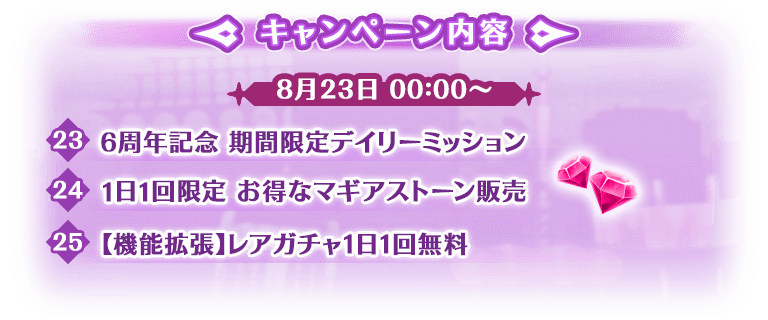 キャンペーン内容
8月23日 00:00〜
23 6周年記念 期間限定デイリーミッション
24 1日1回限定 お得なマギアストーン販売
25 【機能拡張】レアガチャ1日1回無料